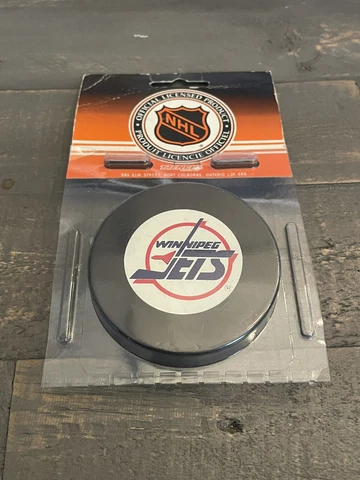 OFFICIAL LICENSED PRODUCT
NHL
PRODUIT LICENCIÉ OFFICIEL
WINNIPEG
JETS